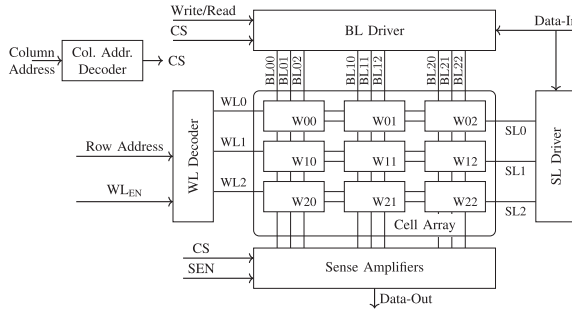 Write/Read
CS
BL Driver
Data-In
Column
Address
Col. Addr.
Decoder
CS
BL00
BL01
BL02
BL10
BL11
BL12
BL20
BL21
BL22
WL Decoder
WL0
WL1
WL2
W00
W01
W02
W10
W11
W12
W20
W21
W22
SL0
SL1
SL2
SL Driver
Row Address
WLEN
Cell Array
CS
SEN
Sense Amplifiers
Data-Out